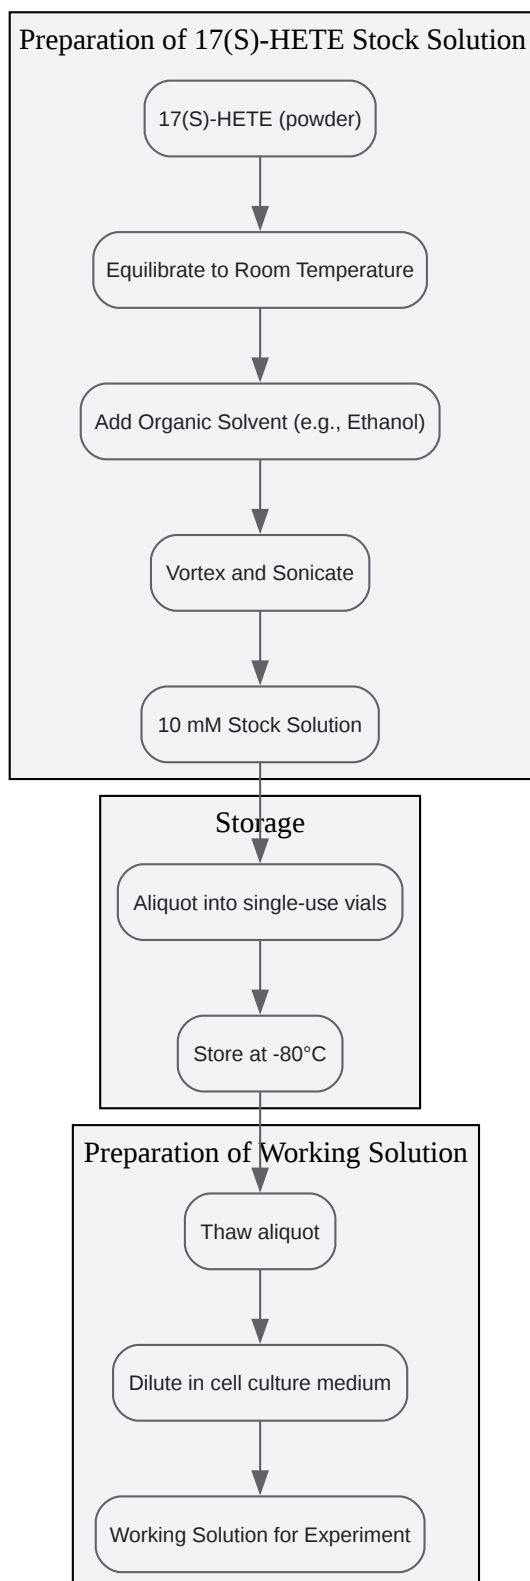 Preparation of 17(S)-HETE Stock Solution
17(S)-HETE (powder)
Equilibrate to Room Temperature
Add Organic Solvent (e.g., Ethanol)
Vortex and Sonicate
10 mM Stock Solution
Storage
Aliquot into single-use vials
Store at -80°C
Preparation of Working Solution
Thaw aliquot
Dilute in cell culture medium
Working Solution for Experiment